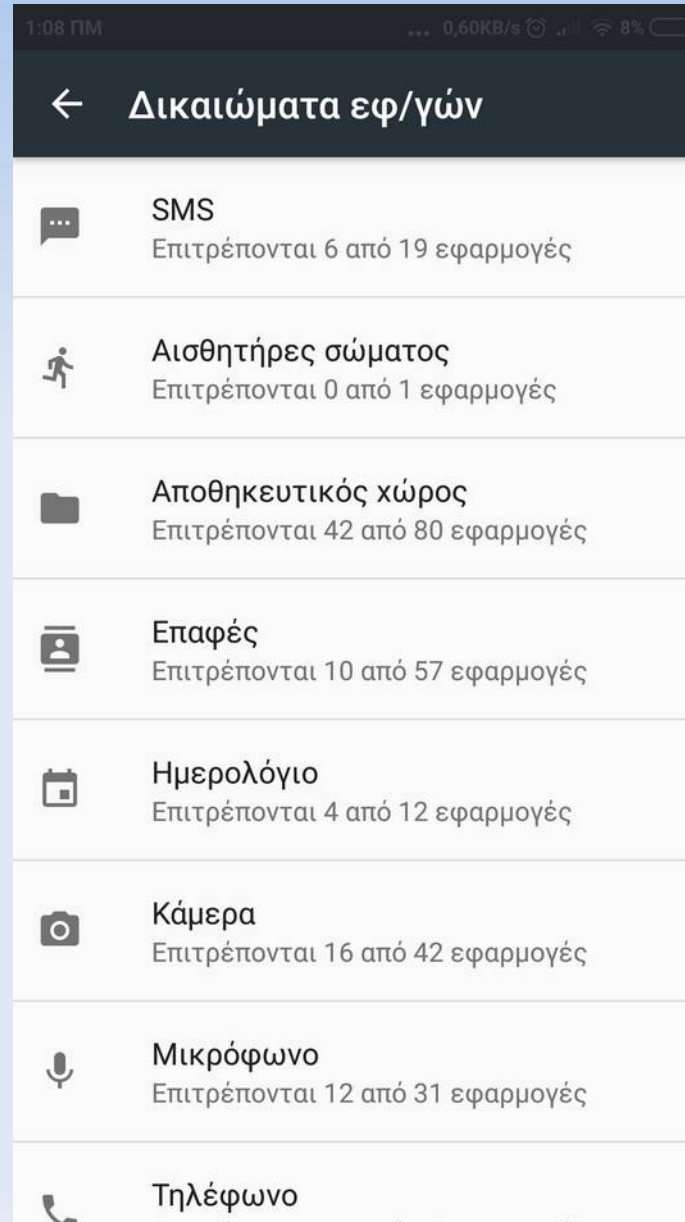 1:08 ΠΜ ... 0,60KB/s 8%
Δικαιώματα εφ/γών
SMS
Επιτρέπονται 6 από 19 εφαρμογές
Αισθητήρες σώματος
Επιτρέπονται 0 από 1 εφαρμογές
Αποθηκευτικός χώρος
Επιτρέπονται 42 από 80 εφαρμογές
Επαφές
Επιτρέπονται 10 από 57 εφαρμογές
Ημερολόγιο
Επιτρέπονται 4 από 12 εφαρμογές
Κάμερα
Επιτρέπονται 16 από 42 εφαρμογές
Μικρόφωνο
Επιτρέπονται 12 από 31 εφαρμογές
Τηλέφωνο